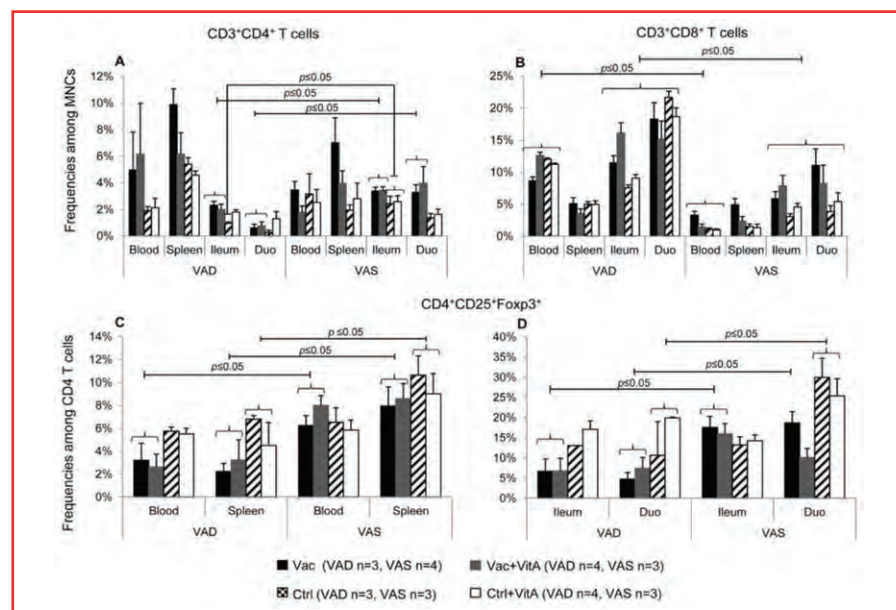 CD3⁺CD4⁺ T cells
CD3⁺CD8⁺ T cells
A
Frequencies among MNCs
12%
10%
8%
6%
4%
2%
0%
p≤0.05
p≤0.05
p≤0.05
Blood Spleen Ileum Duo Blood Spleen Ileum Duo
VAD VAS
B
25%
20%
15%
10%
5%
0%
p≤0.05
p≤0.05
Blood Spleen Ileum Duo Blood Spleen Ileum Duo
VAD VAS
CD4⁺CD25⁺Foxp3⁺
C
Frequencies among CD4 T cells
14%
12%
10%
8%
6%
4%
2%
0%
p ≤0.05
p≤0.05
p≤0.05
Blood Spleen Blood Spleen
VAD VAS
D
40%
35%
30%
25%
20%
15%
10%
5%
0%
p≤0.05
p≤0.05
p≤0.05
Ileum Duo Ileum Duo
VAD VAS
Vac (VAD n=3, VAS n=4) Vac+VitA (VAD n=4, VAS n=3)
Ctrl (VAD n=3, VAS n=3) Ctrl+VitA (VAD n=4, VAS n=3)